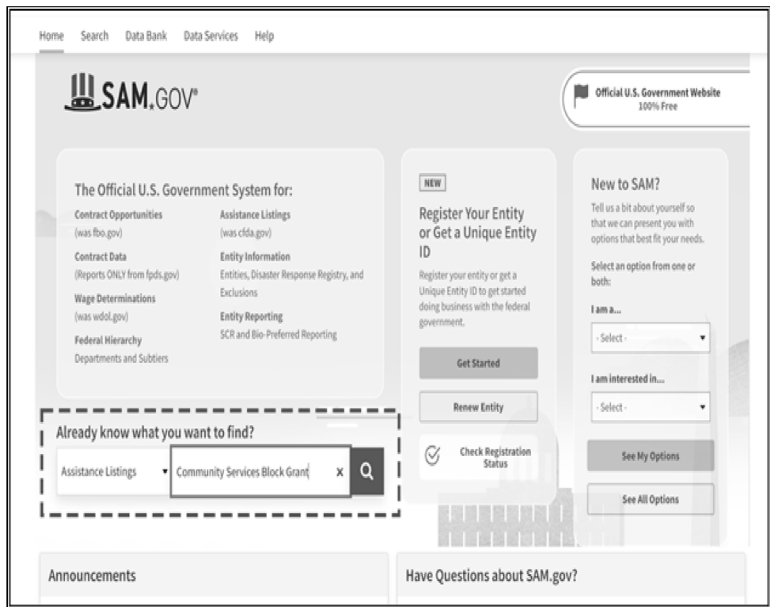 Home Search Data Bank Data Services Help
SAM.GOV®
Official U.S. Government Website
100% Free
The Official U.S. Government System for:
Contract Opportunities
(was fbo.gov)
Contract Data
(Reports ONLY from fpds.gov)
Wage Determinations
(was wdol.gov)
Federal Hierarchy
Departments and Subtiers
Assistance Listings
(was cfda.gov)
Entity Information
Entities, Disaster Response Registry, and
Exclusions
Entity Reporting
SCR and Bio-Preferred Reporting
NEW
Register Your Entity
or Get a Unique Entity
ID
Register your entity or get a
Unique Entity ID to get started
doing business with the federal
government.
Get Started
Renew Entity
Check Registration
Status
New to SAM?
Tell us a bit about yourself so
that we can present you with
options that best fit your needs.
Select an option from one or
both:
I am a...
- Select -
I am interested in...
- Select -
See My Options
See All Options
Already know what you want to find?
Assistance Listings Community Services Block Grant x
Announcements
Have Questions about SAM.gov?